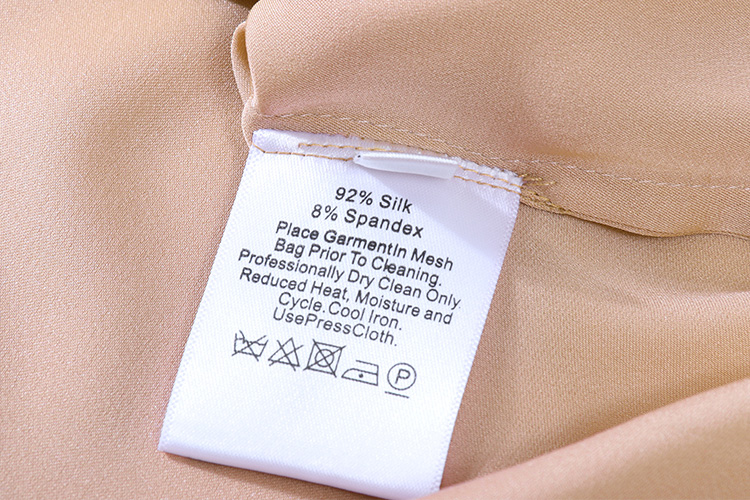 92% Silk
8% Spandex
Place GarmentIn Mesh
Bag Prior To Cleaning.
Professionally Dry Clean Only
Reduced Heat, Moisture and
Cycle.Cool Iron.
UsePressCloth.
P